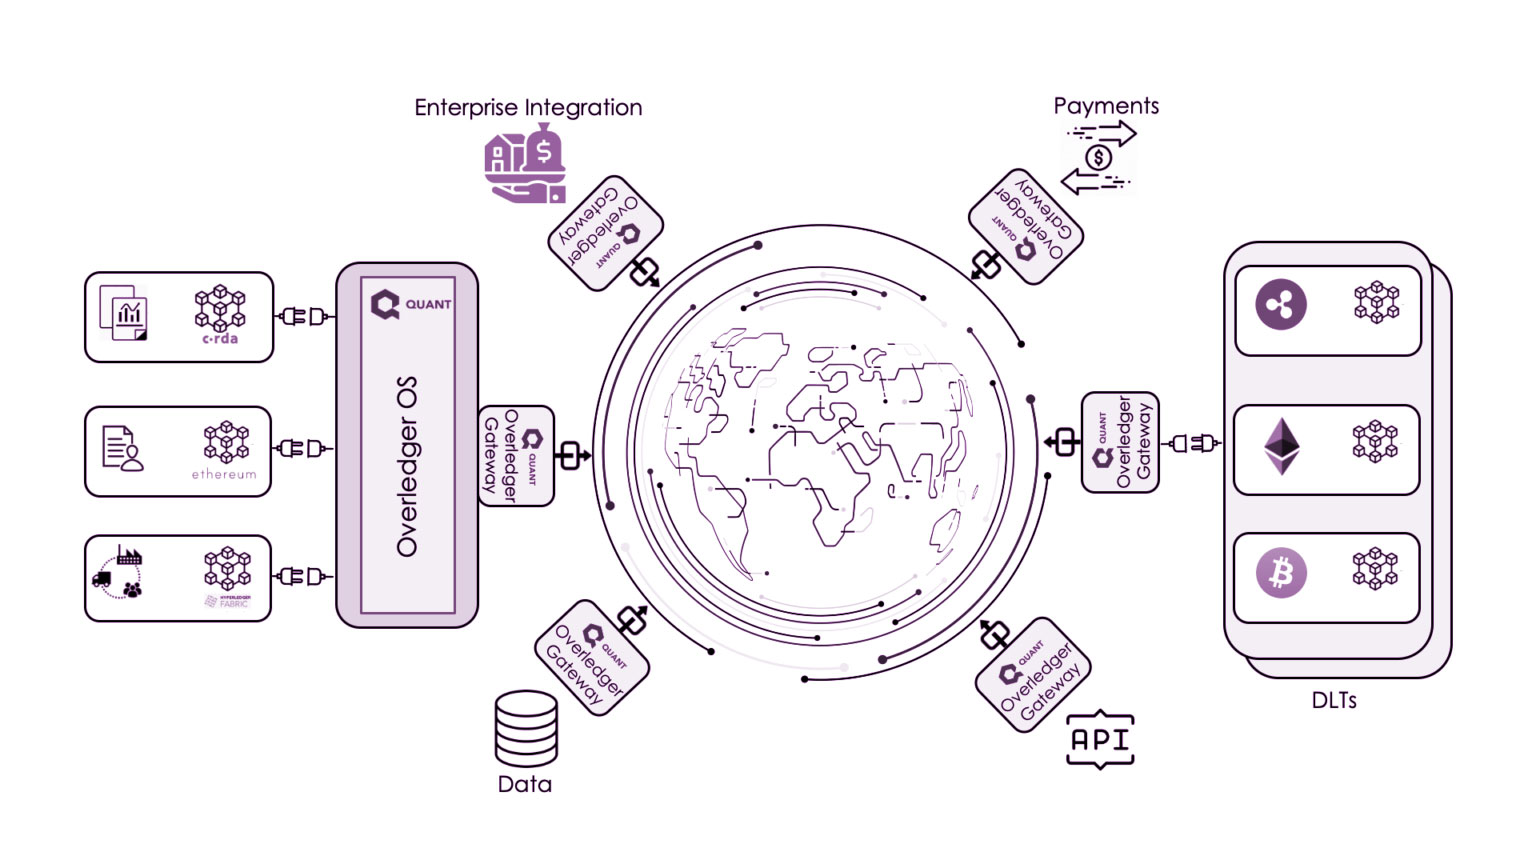 Enterprise Integration
Payments
$
$
Overledger
Gateway
QUANT
Overledger
Gateway
QUANT
c·rda
QUANT
Overledger OS
ethereum
HYPERLEDGER
FABRIC
Overledger
Gateway
QUANT
QUANT
Overledger
Gateway
QUANT
Overledger
Gateway
QUANT
Overledger
Gateway
Data
API
DLTs